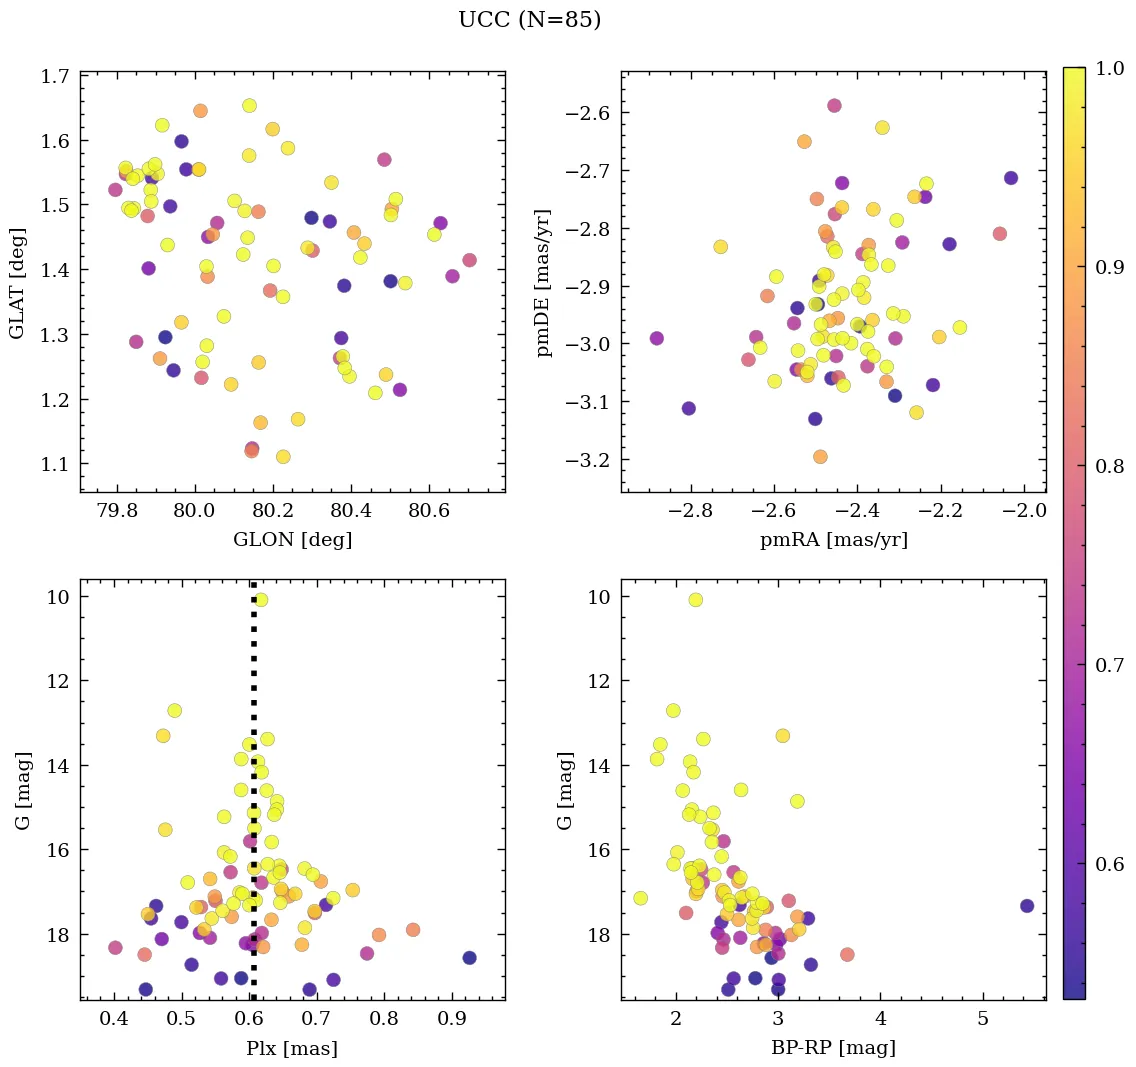 UCC (N=85)
1.7
1.6
1.5
1.4
1.3
1.2
1.1
GLAT [deg]
79.8 80.0 80.2 80.4 80.6
GLON [deg]
−2.6
−2.7
−2.8
−2.9
−3.0
−3.1
−3.2
pmDE [mas/yr]
−2.8 −2.6 −2.4 −2.2 −2.0
pmRA [mas/yr]
1.0
0.9
0.8
0.7
0.6
10
12
14
16
18
G [mag]
0.4 0.5 0.6 0.7 0.8 0.9
Plx [mas]
10
12
14
16
18
G [mag]
2 3 4 5
BP-RP [mag]